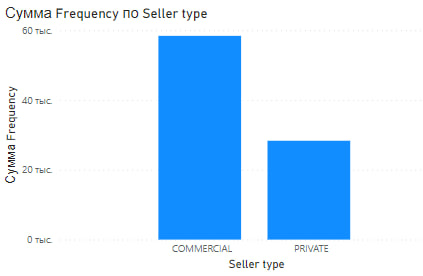 Сумма Frequency по Seller type
60 тыс.
40 тыс.
20 тыс.
0 тыс.
Сумма Frequency
COMMERCIAL
PRIVATE
Seller type